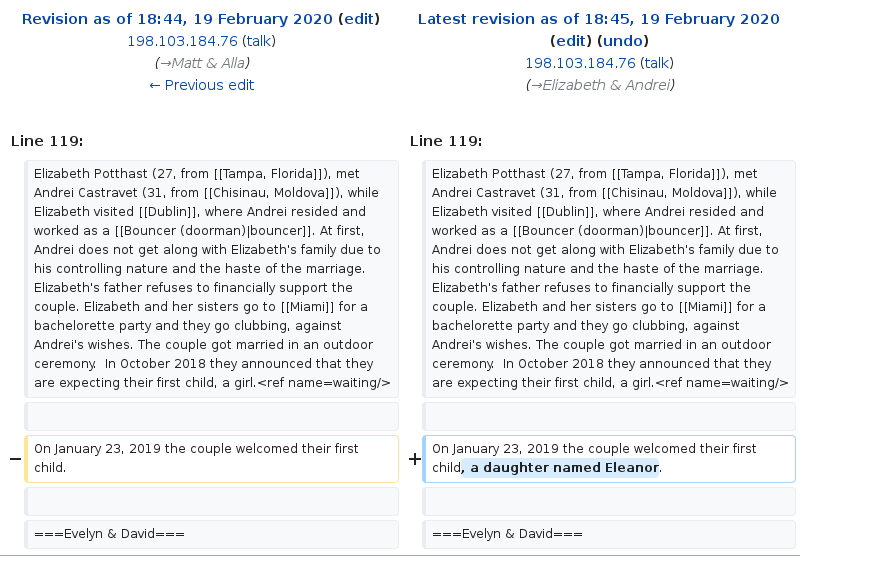 Revision as of 18:44, 19 February 2020 (edit)
198.103.184.76 (talk)
(→Matt & Alla)
← Previous edit
Latest revision as of 18:45, 19 February 2020
(edit) (undo)
198.103.184.76 (talk)
(→Elizabeth & Andrei)
Line 119:
Line 119:
Elizabeth Potthast (27, from [[Tampa, Florida]]), met
Andrei Castravet (31, from [[Chisinau, Moldova]]), while
Elizabeth visited [[Dublin]], where Andrei resided and
worked as a [[Bouncer (doorman)|bouncer]]. At first,
Andrei does not get along with Elizabeth's family due to
his controlling nature and the haste of the marriage.
Elizabeth's father refuses to financially support the
couple. Elizabeth and her sisters go to [[Miami]] for a
bachelorette party and they go clubbing, against
Andrei's wishes. The couple got married in an outdoor
ceremony.  In October 2018 they announced that they
are expecting their first child, a girl.<ref name=waiting/>
Elizabeth Potthast (27, from [[Tampa, Florida]]), met
Andrei Castravet (31, from [[Chisinau, Moldova]]), while
Elizabeth visited [[Dublin]], where Andrei resided and
worked as a [[Bouncer (doorman)|bouncer]]. At first,
Andrei does not get along with Elizabeth's family due to
his controlling nature and the haste of the marriage.
Elizabeth's father refuses to financially support the
couple. Elizabeth and her sisters go to [[Miami]] for a
bachelorette party and they go clubbing, against
Andrei's wishes. The couple got married in an outdoor
ceremony.  In October 2018 they announced that they
are expecting their first child, a girl.<ref name=waiting/>
−
On January 23, 2019 the couple welcomed their first
child.
+
On January 23, 2019 the couple welcomed their first
child, a daughter named Eleanor.
===Evelyn & David===
===Evelyn & David===